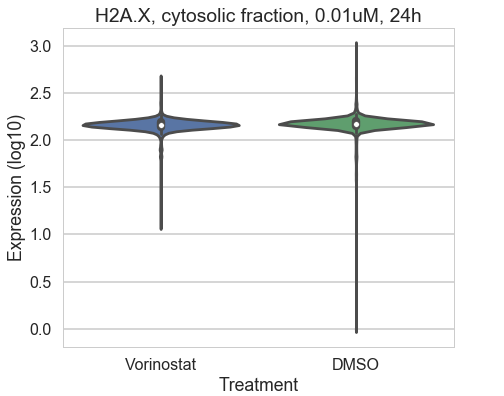 H2A.X, cytosolic fraction, 0.01uM, 24h
3.0
2.5
2.0
1.5
1.0
0.5
0.0
Expression (log10)
Vorinostat DMSO
Treatment